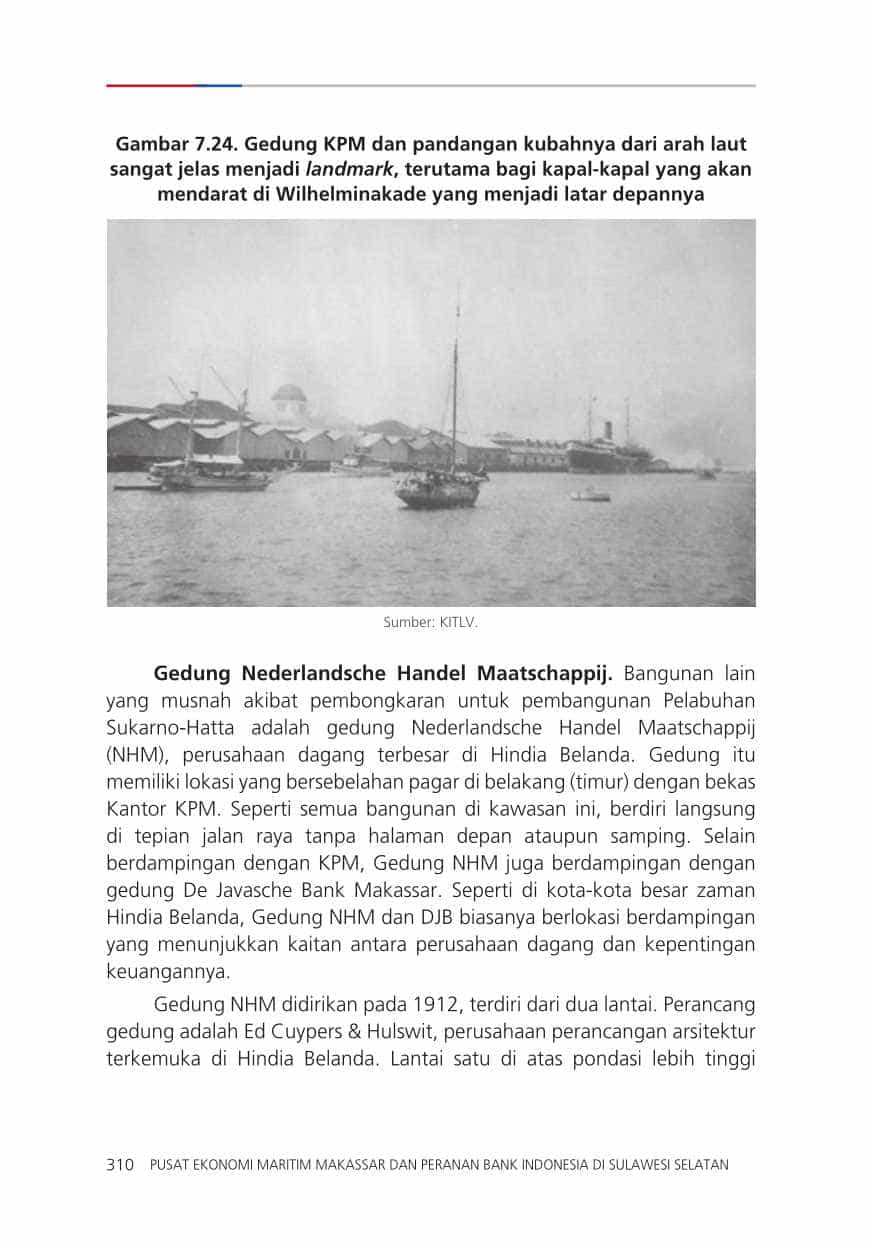 Gambar 7.24. Gedung KPM dan pandangan kubahnya dari arah laut
sangat jelas menjadi landmark, terutama bagi kapal-kapal yang akan
mendarat di Wilhelminakade yang menjadi latar depannya
Sumber: KITLV.
Gedung Nederlandsche Handel Maatschappij. Bangunan lain
yang musnah akibat pembongkaran untuk pembangunan Pelabuhan
Sukarno-Hatta adalah gedung Nederlandsche Handel Maatschappij
(NHM), perusahaan dagang terbesar di Hindia Belanda. Gedung itu
memiliki lokasi yang bersebelahan pagar di belakang (timur) dengan bekas
Kantor KPM. Seperti semua bangunan di kawasan ini, berdiri langsung
di tepian jalan raya tanpa halaman depan ataupun samping. Selain
berdampingan dengan KPM, Gedung NHM juga berdampingan dengan
gedung De Javasche Bank Makassar. Seperti di kota-kota besar zaman
Hindia Belanda, Gedung NHM dan DJB biasanya berlokasi berdampingan
yang menunjukkan kaitan antara perusahaan dagang dan kepentingan
keuangannya.
Gedung NHM didirikan pada 1912, terdiri dari dua lantai. Perancang
gedung adalah Ed Cuypers & Hulswit, perusahaan perancangan arsitektur
terkemuka di Hindia Belanda. Lantai satu di atas pondasi lebih tinggi
310 PUSAT EKONOMI MARITIM MAKASSAR DAN PERANAN BANK INDONESIA DI SULAWESI SELATAN